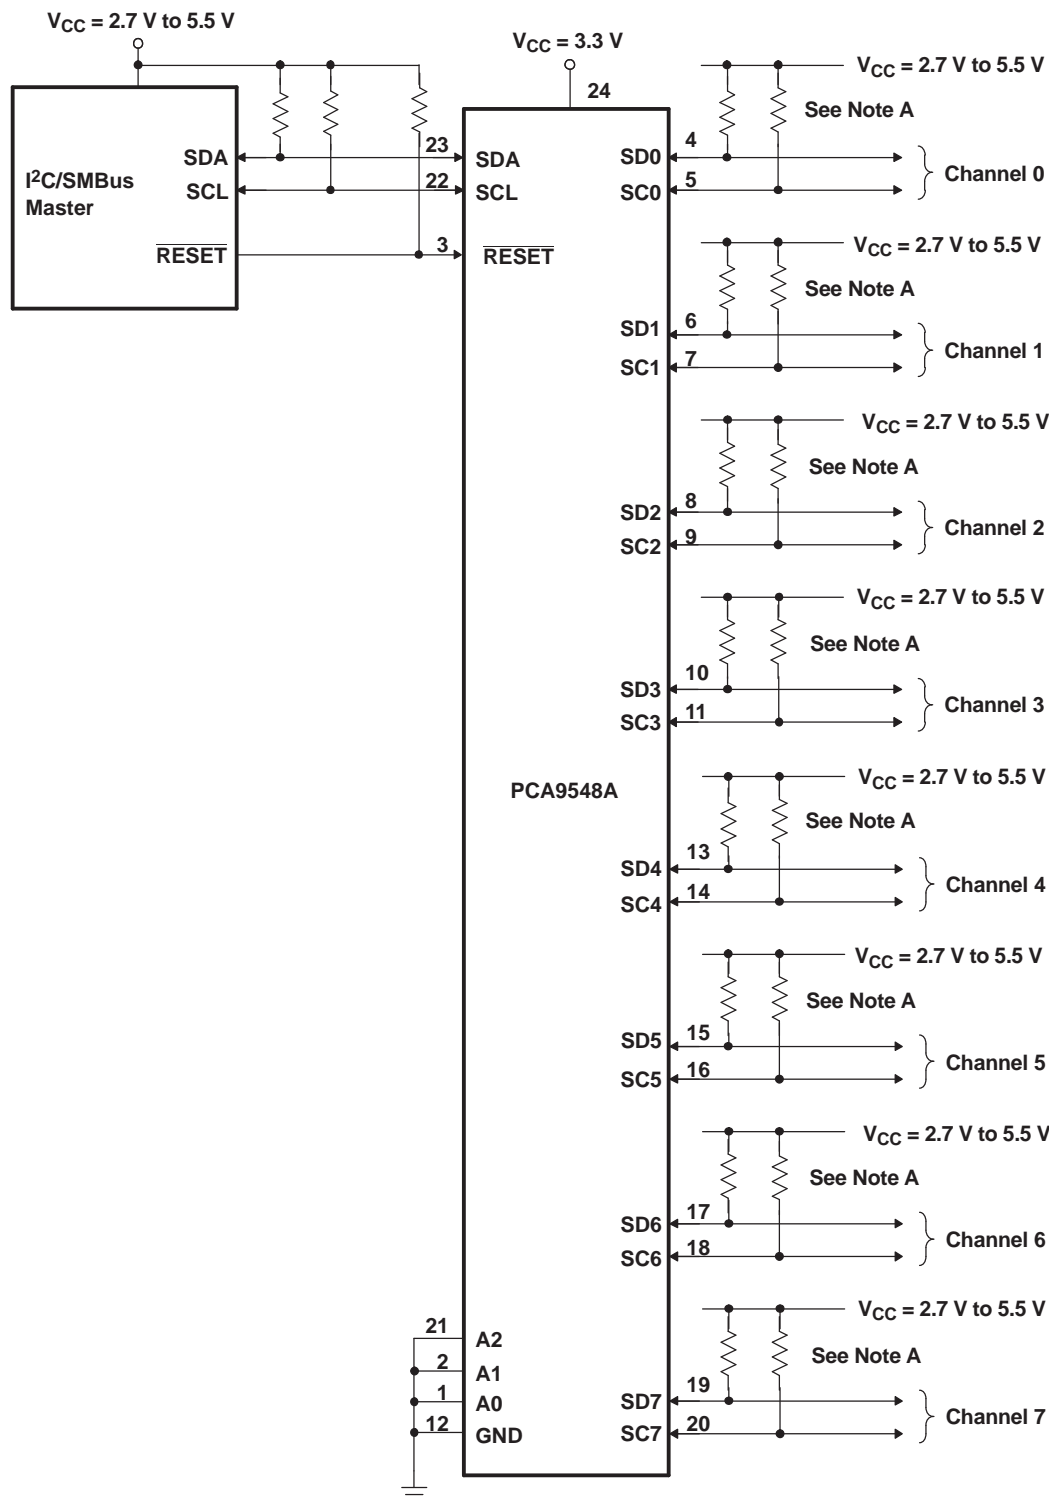 VCC = 2.7 V to 5.5 V
VCC = 3.3 V
24
I2C/SMBus
Master
SDA
SCL
RESET
23
22
3
SDA
SCL
RESET
PCA9548A
21
2
1
12
A2
A1
A0
GND
VCC = 2.7 V to 5.5 V
See Note A
SD0 4
SC0 5
Channel 0
VCC = 2.7 V to 5.5 V
See Note A
SD1 6
SC1 7
Channel 1
VCC = 2.7 V to 5.5 V
See Note A
SD2 8
SC2 9
Channel 2
VCC = 2.7 V to 5.5 V
See Note A
SD3 10
SC3 11
Channel 3
VCC = 2.7 V to 5.5 V
See Note A
SD4 13
SC4 14
Channel 4
VCC = 2.7 V to 5.5 V
See Note A
SD5 15
SC5 16
Channel 5
VCC = 2.7 V to 5.5 V
See Note A
SD6 17
SC6 18
Channel 6
VCC = 2.7 V to 5.5 V
See Note A
SD7 19
SC7 20
Channel 7